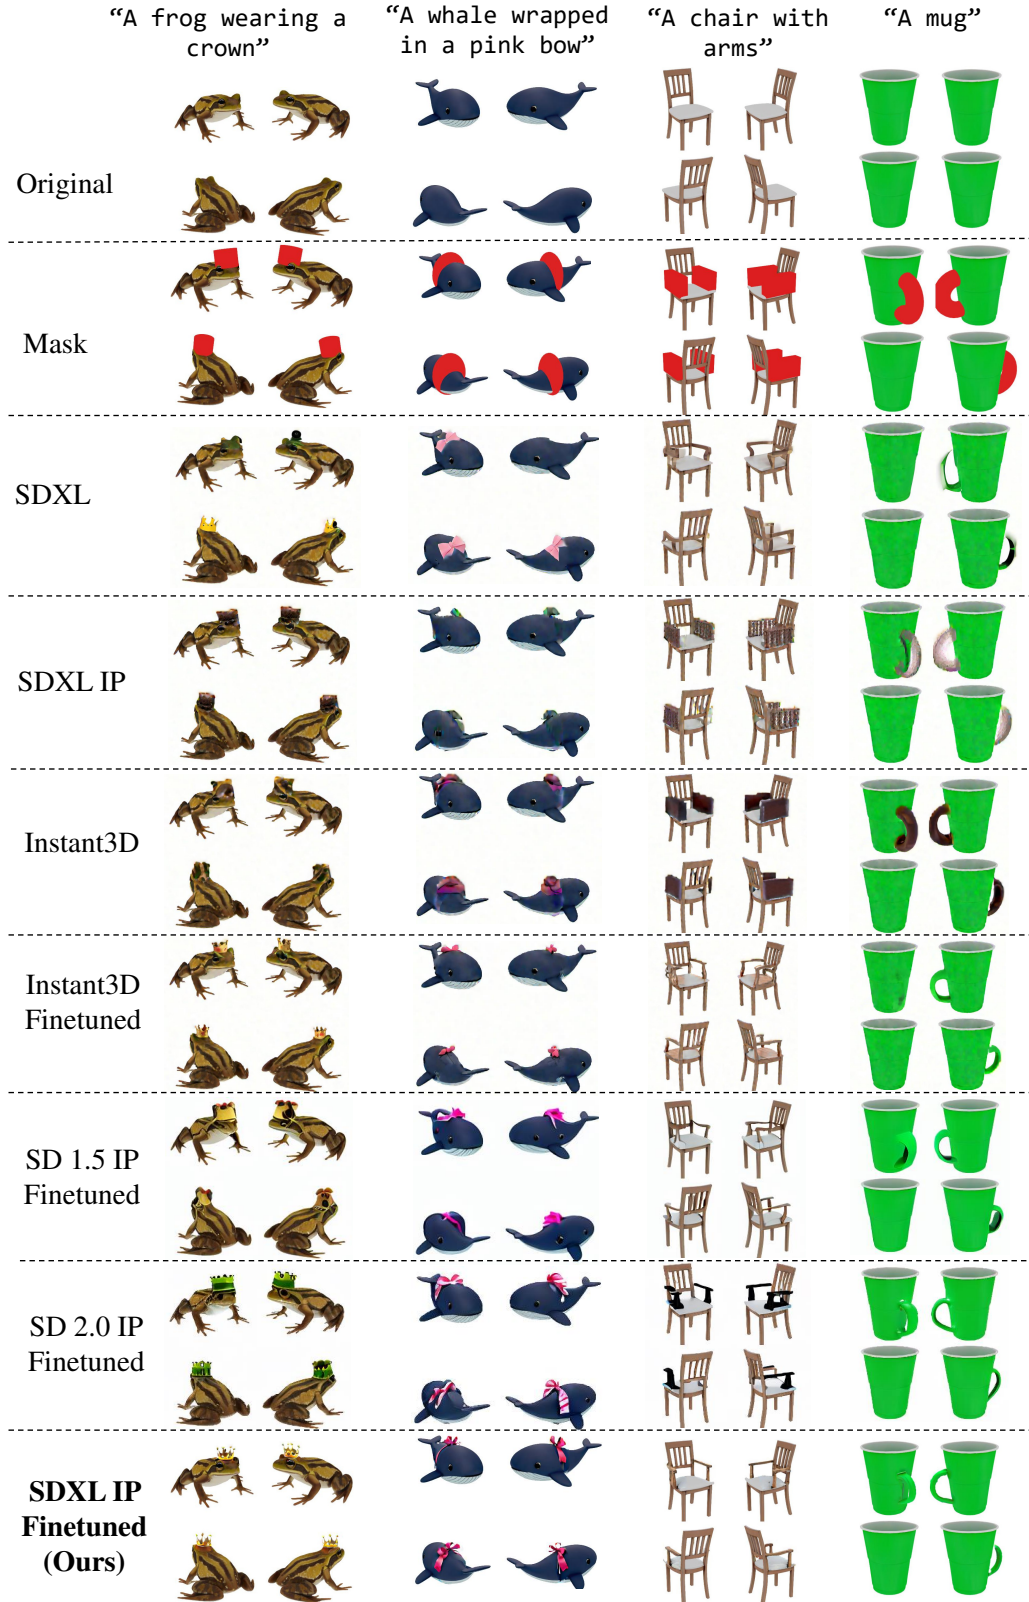 “A frog wearing a
crown”
“A whale wrapped
in a pink bow”
“A chair with
arms”
“A mug”
Original
Mask
SDXL
SDXL IP
Instant3D
Instant3D
Finetuned
SD 1.5 IP
Finetuned
SD 2.0 IP
Finetuned
SDXL IP
Finetuned
(Ours)